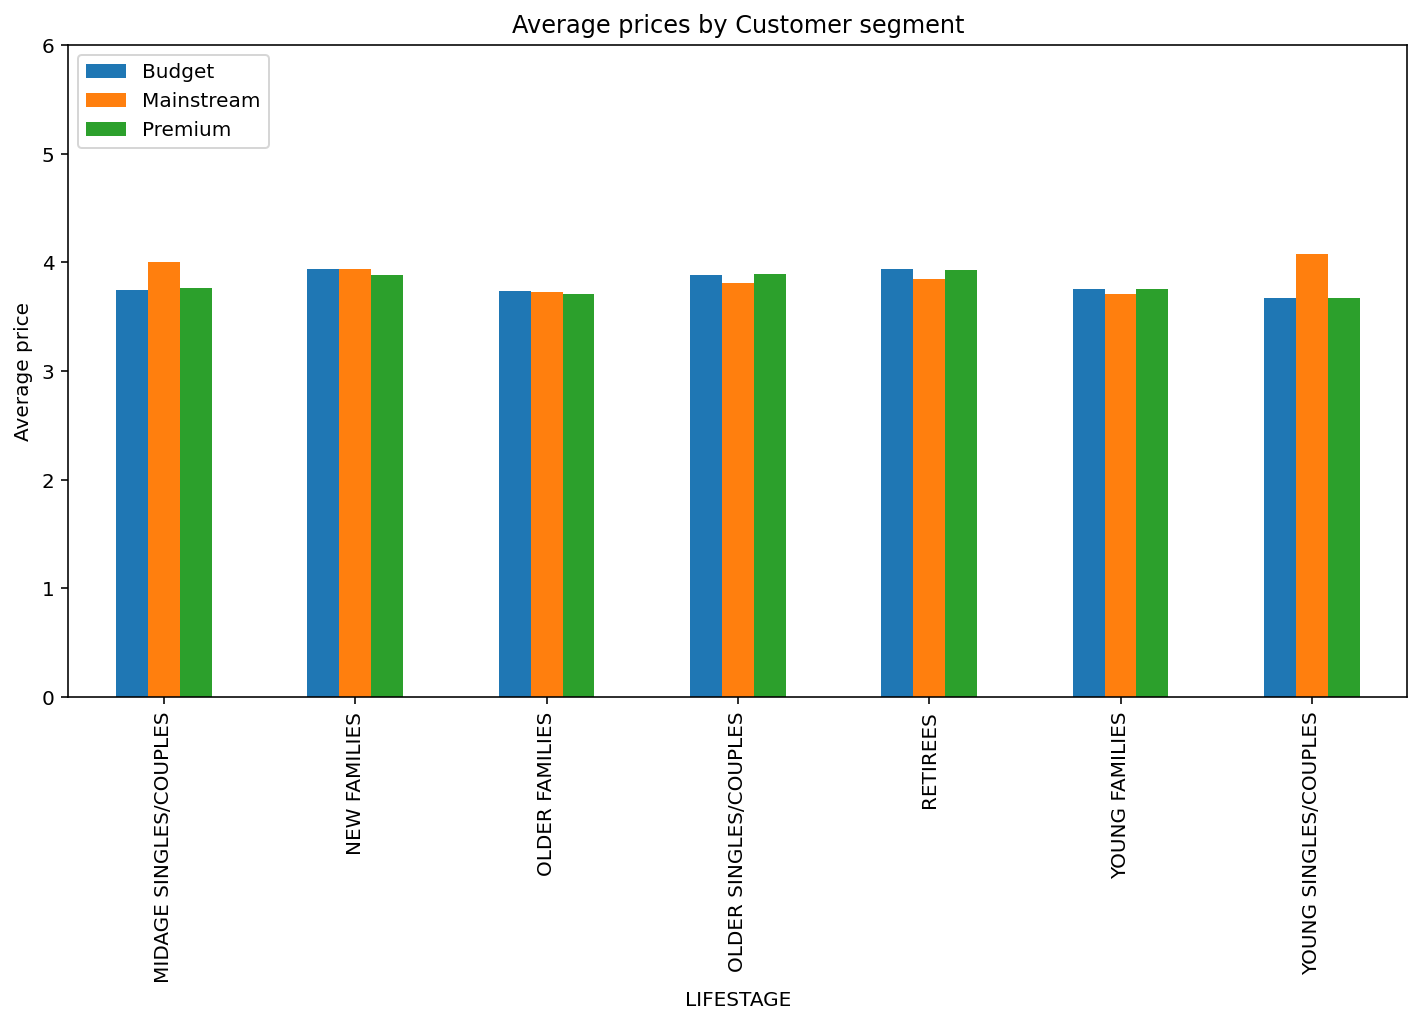 Average prices by Customer segment
Budget
Mainstream
Premium
Average price
6
5
4
3
2
1
0
MIDAGE SINGLES/COUPLES
NEW FAMILIES
OLDER FAMILIES
OLDER SINGLES/COUPLES
RETIREES
YOUNG FAMILIES
YOUNG SINGLES/COUPLES
LIFESTAGE